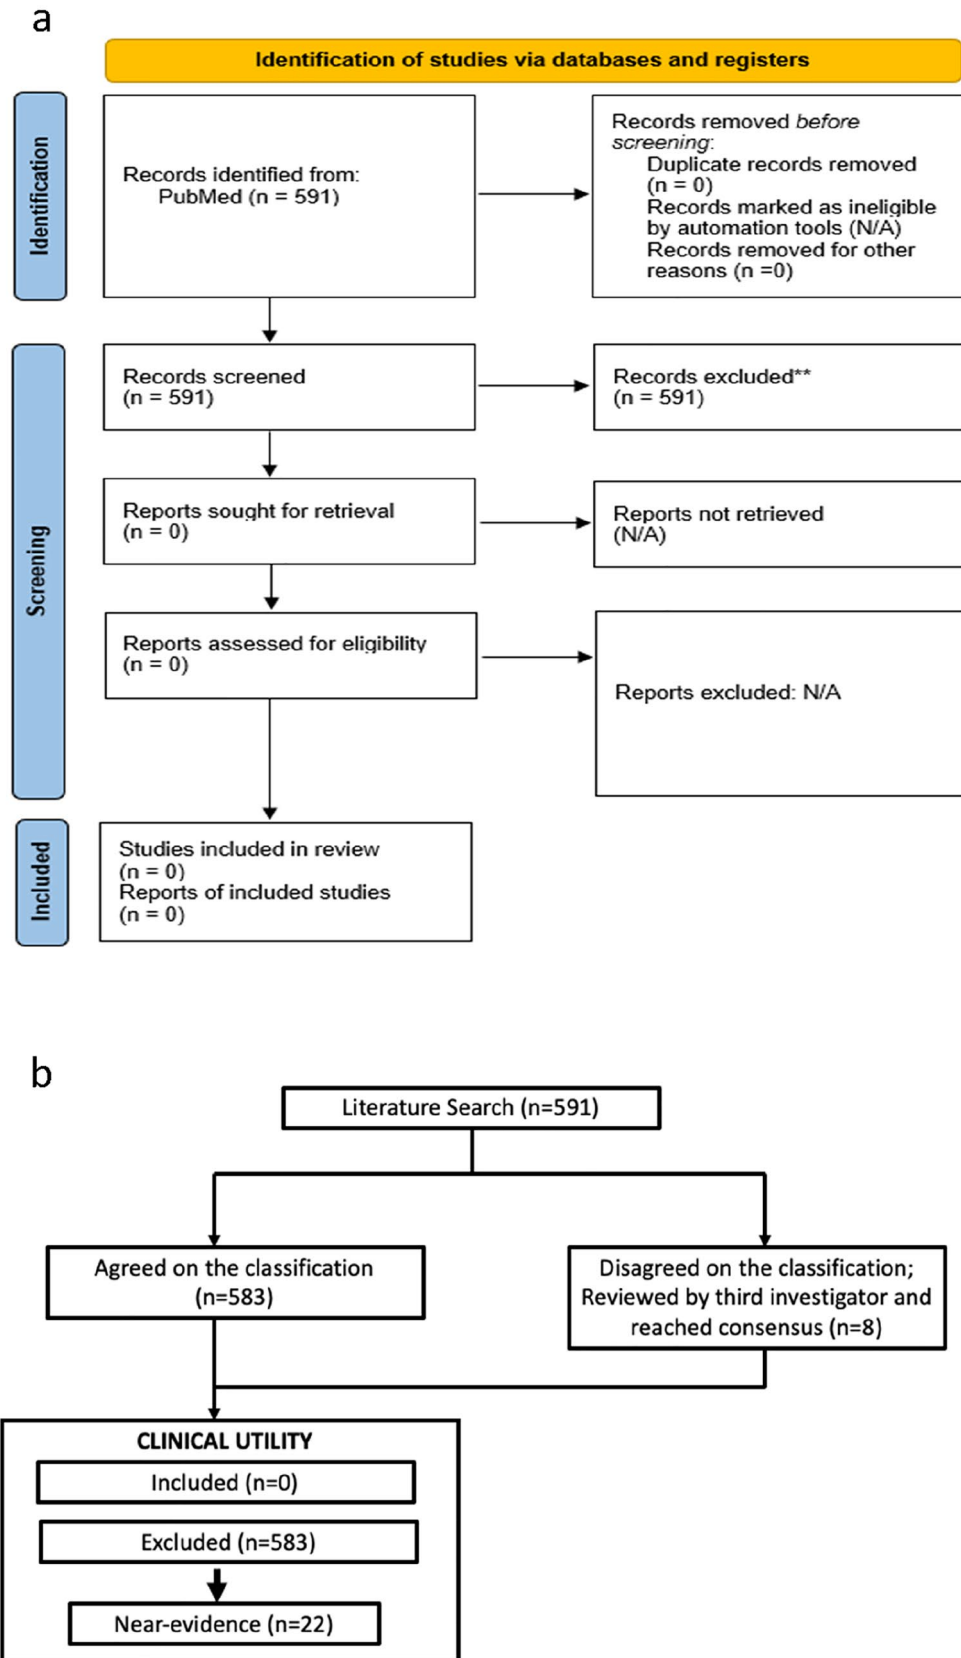 a
Identification of studies via databases and registers
Identification
Records identified from:
PubMed (n = 591)
Records removed before
screening:
Duplicate records removed
(n = 0)
Records marked as ineligible
by automation tools (N/A)
Records removed for other
reasons (n =0)
Screening
Records screened
(n = 591)
Records excluded**
(n = 591)
Reports sought for retrieval
(n = 0)
Reports not retrieved
(N/A)
Reports assessed for eligibility
(n = 0)
Reports excluded: N/A
Included
Studies included in review
(n = 0)
Reports of included studies
(n = 0)
b
Literature Search (n=591)
Agreed on the classification
(n=583)
Disagreed on the classification;
Reviewed by third investigator and
reached consensus (n=8)
CLINICAL UTILITY
Included (n=0)
Excluded (n=583)
Near-evidence (n=22)